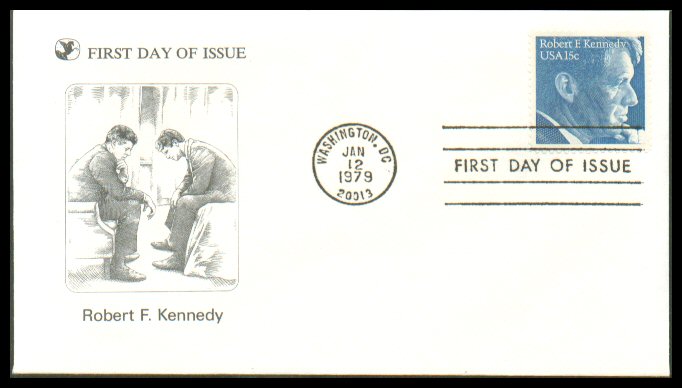 FIRST DAY OF ISSUE
Robert F. Kennedy
USA 15c
WASHINGTON, DC
JAN
12
1979
20013
FIRST DAY OF ISSUE
Robert F. Kennedy